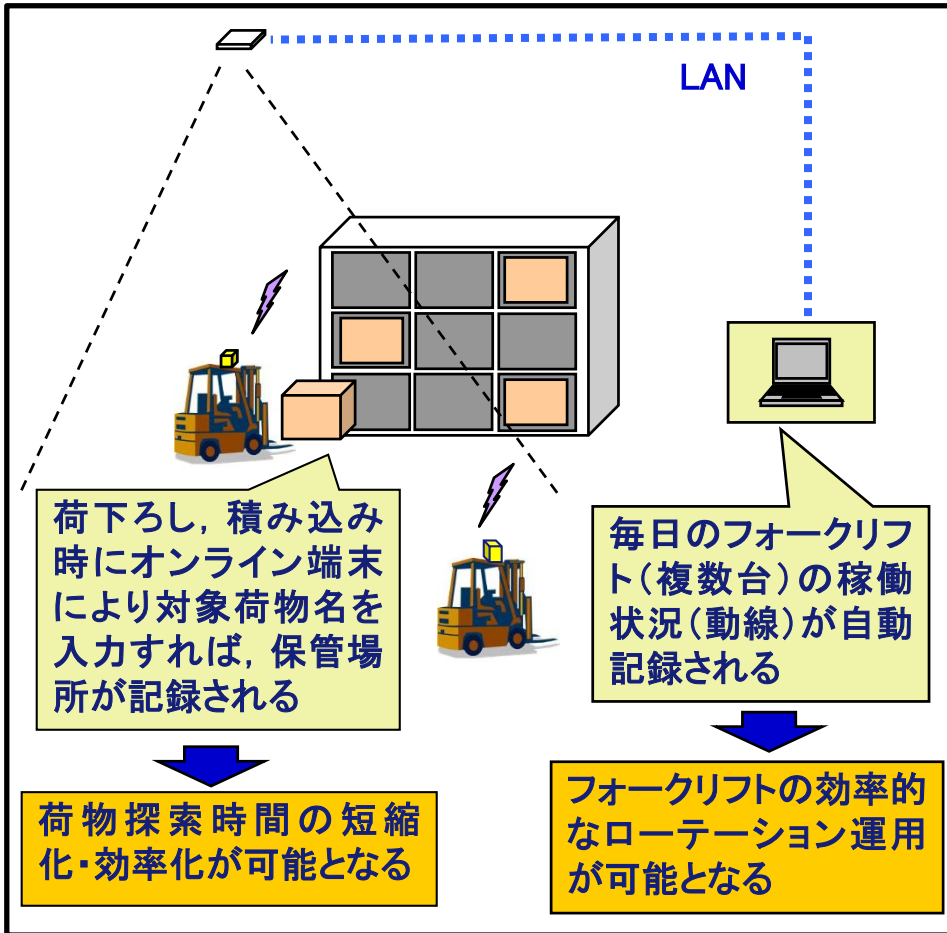 LAN
荷下ろし，積み込み
時にオンライン端末
により対象荷物名を
入力すれば，保管場
所が記録される
毎日のフォークリフ
ト（複数台）の稼働
状況（動線）が自動
記録される
荷物探索時間の短縮
化・効率化が可能となる
フォークリフトの効率的
なローテーション運用
が可能となる